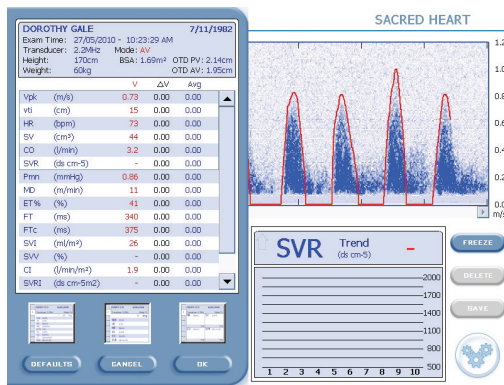 SACRED HEART
DOROTHY GALE 7/11/1982
Exam Time: 27/05/2010 - 10:23:29 AM
Transducer: 2.2MHz Mode: AV
Height: 170cm BSA: 1.69m² OTD PV: 2.14cm
Weight: 60kg OTD AV: 1.95cm
V ΔV Avg
Vpk (m/s) 0.73 0.00 0.00
vti (cm) 15 0.00 0.00
HR (bpm) 73 0.00 0.00
SV (cm³) 44 0.00 0.00
CO (l/min) 3.2 0.00 0.00
SVR (ds cm-5) - 0.00 0.00
Pmn (mmHg) 0.86 0.00 0.00
MD (m/min) 11 0.00 0.00
ET% (%) 41 0.00 0.00
FT (ms) 340 0.00 0.00
FTc (ms) 375 0.00 0.00
SVI (ml/m²) 26 0.00 0.00
SVV (%) - 0.00 0.00
CI (l/min/m²) 1.9 0.00 0.00
SVRI (ds cm-5m2) - 0.00 0.00
DEFAULTS CANCEL OK
1.2
1.0
0.8
0.6
0.4
0.2
0.0
m/s
SVR Trend -
(ds cm-5)
2000
1700
1400
1100
800
500
1 2 3 4 5 6 7 8 9 10
FREEZE
DELETE
SAVE